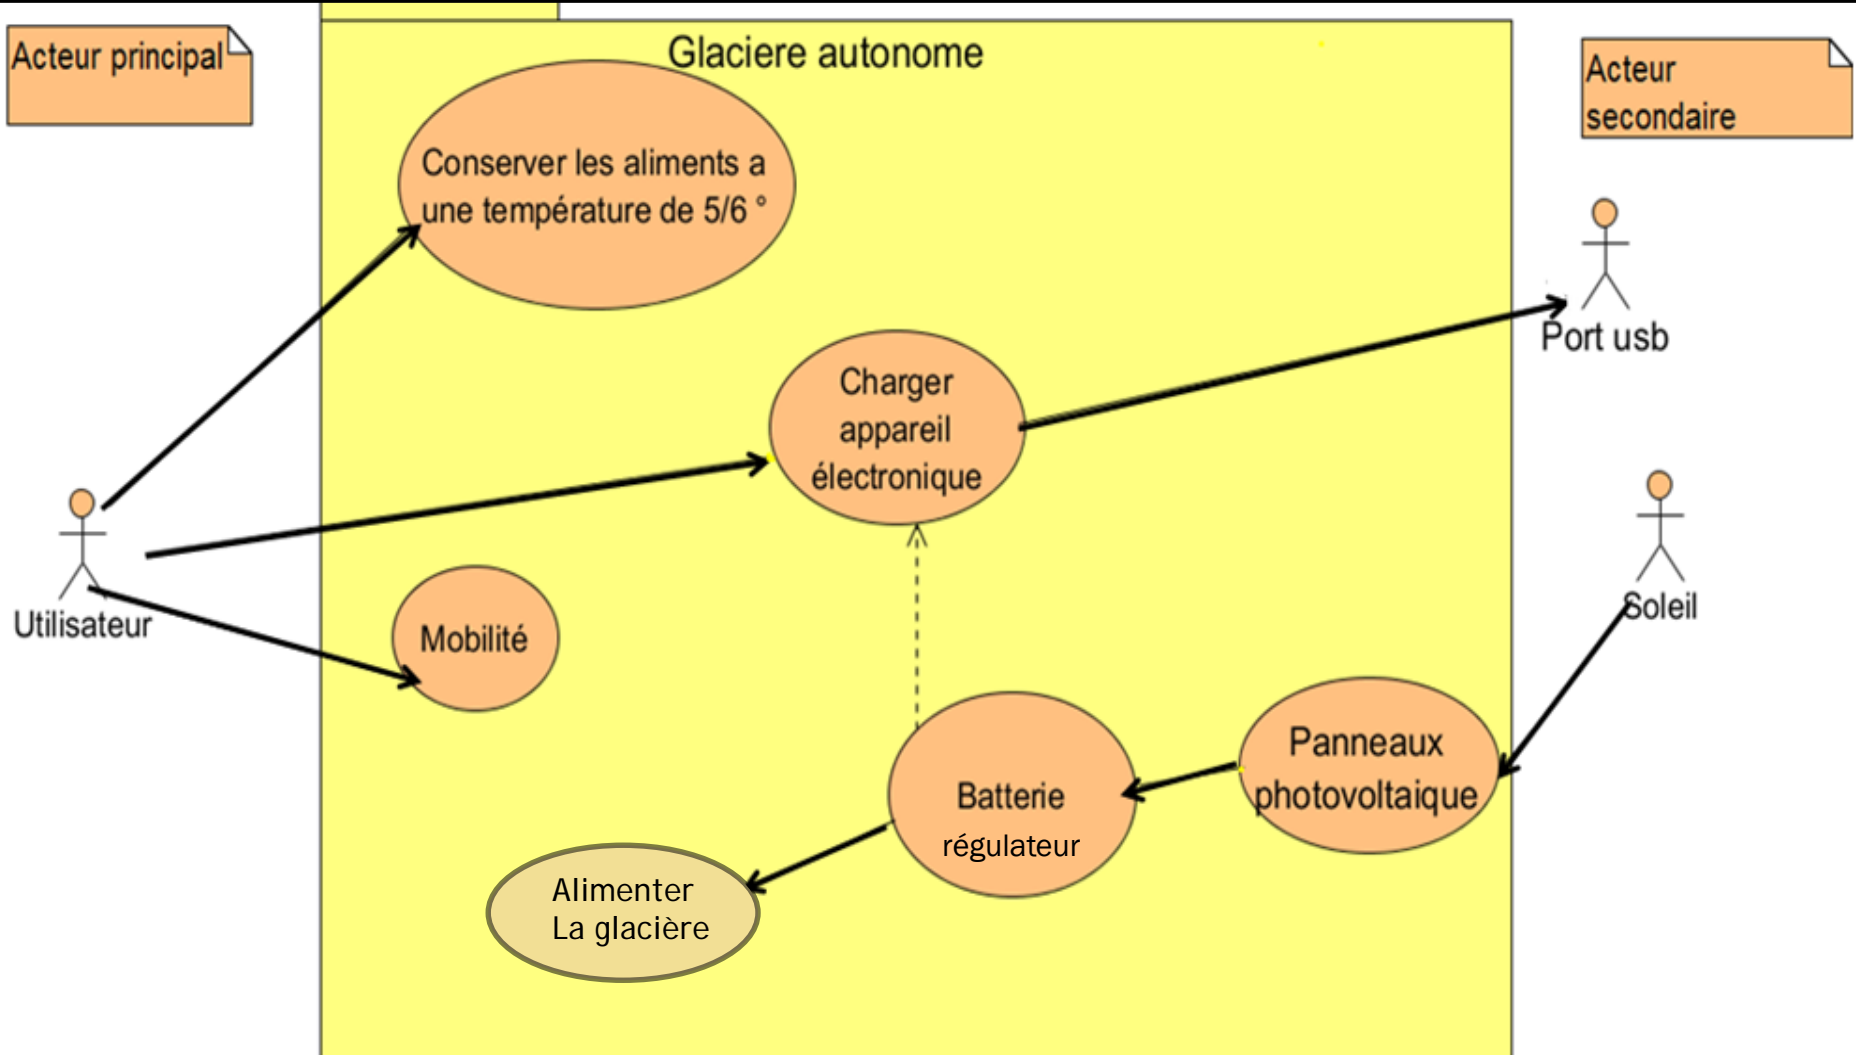 Acteur principal
Glaciere autonome
Acteur
secondaire
Conserver les aliments a
une température de 5/6 °
Port usb
Charger
appareil
électronique
Utilisateur
Mobilité
Soleil
Panneaux
photovoltaique
Batterie
régulateur
Alimenter
La glacière